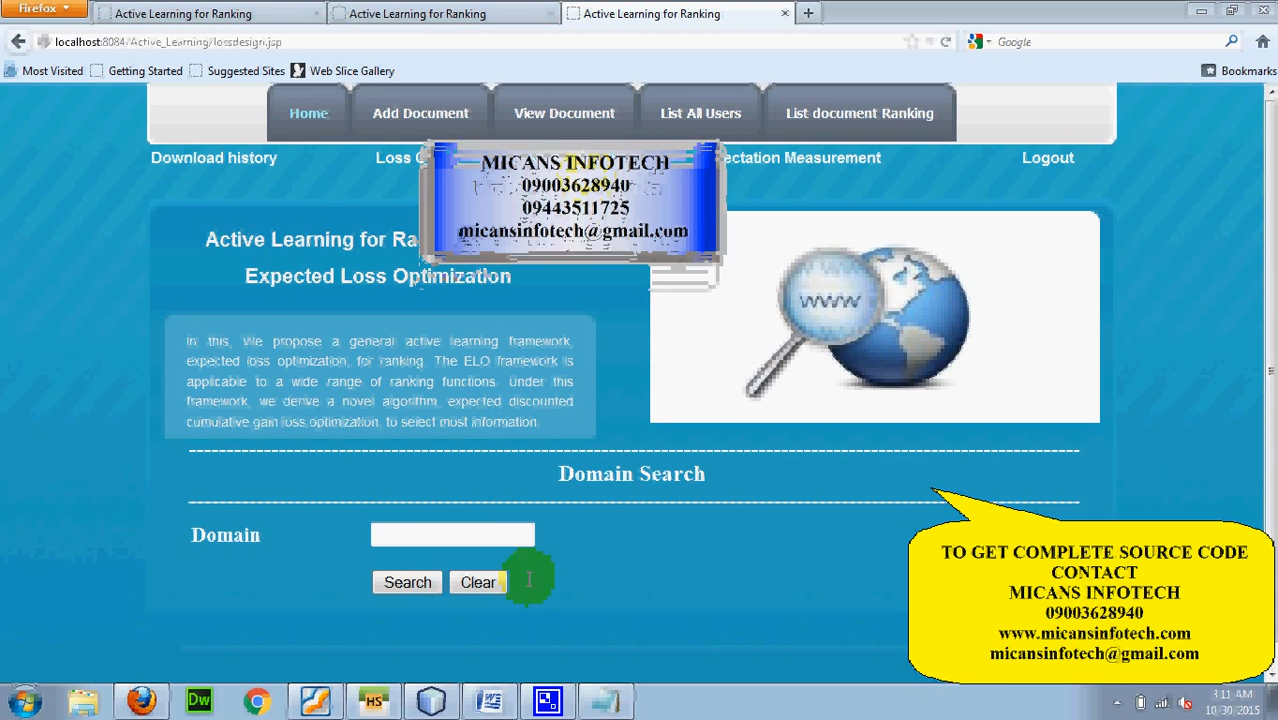 Firefox
Active Learning for Ranking
Active Learning for Ranking
Active Learning for Ranking
localhost:8084/Active_Learning/lossdesign.jsp
Google
Most Visited
Getting Started
Suggested Sites
Web Slice Gallery
Bookmarks
Home
Add Document
View Document
List All Users
List document Ranking
Download history
Loss
Measurement
Logout
MICANS INFOTECH
09003628940
09443511725
micansinfotech@gmail.com
Active Learning for
Expected Loss Optimization
www
In this, We propose a general active learning framework,
expected loss optimization, for ranking. The ELO framework is
applicable to a wide range of ranking functions. Under this
framework, we derive a novel algorithm, expected discounted
cumulative gain loss optimization, to select most information.
Domain Search
Domain
Search
Clear
TO GET COMPLETE SOURCE CODE
CONTACT
MICANS INFOTECH
09003628940
www.micansinfotech.com
micansinfotech@gmail.com
Dw
HS
3:11 AM
10-30-2015